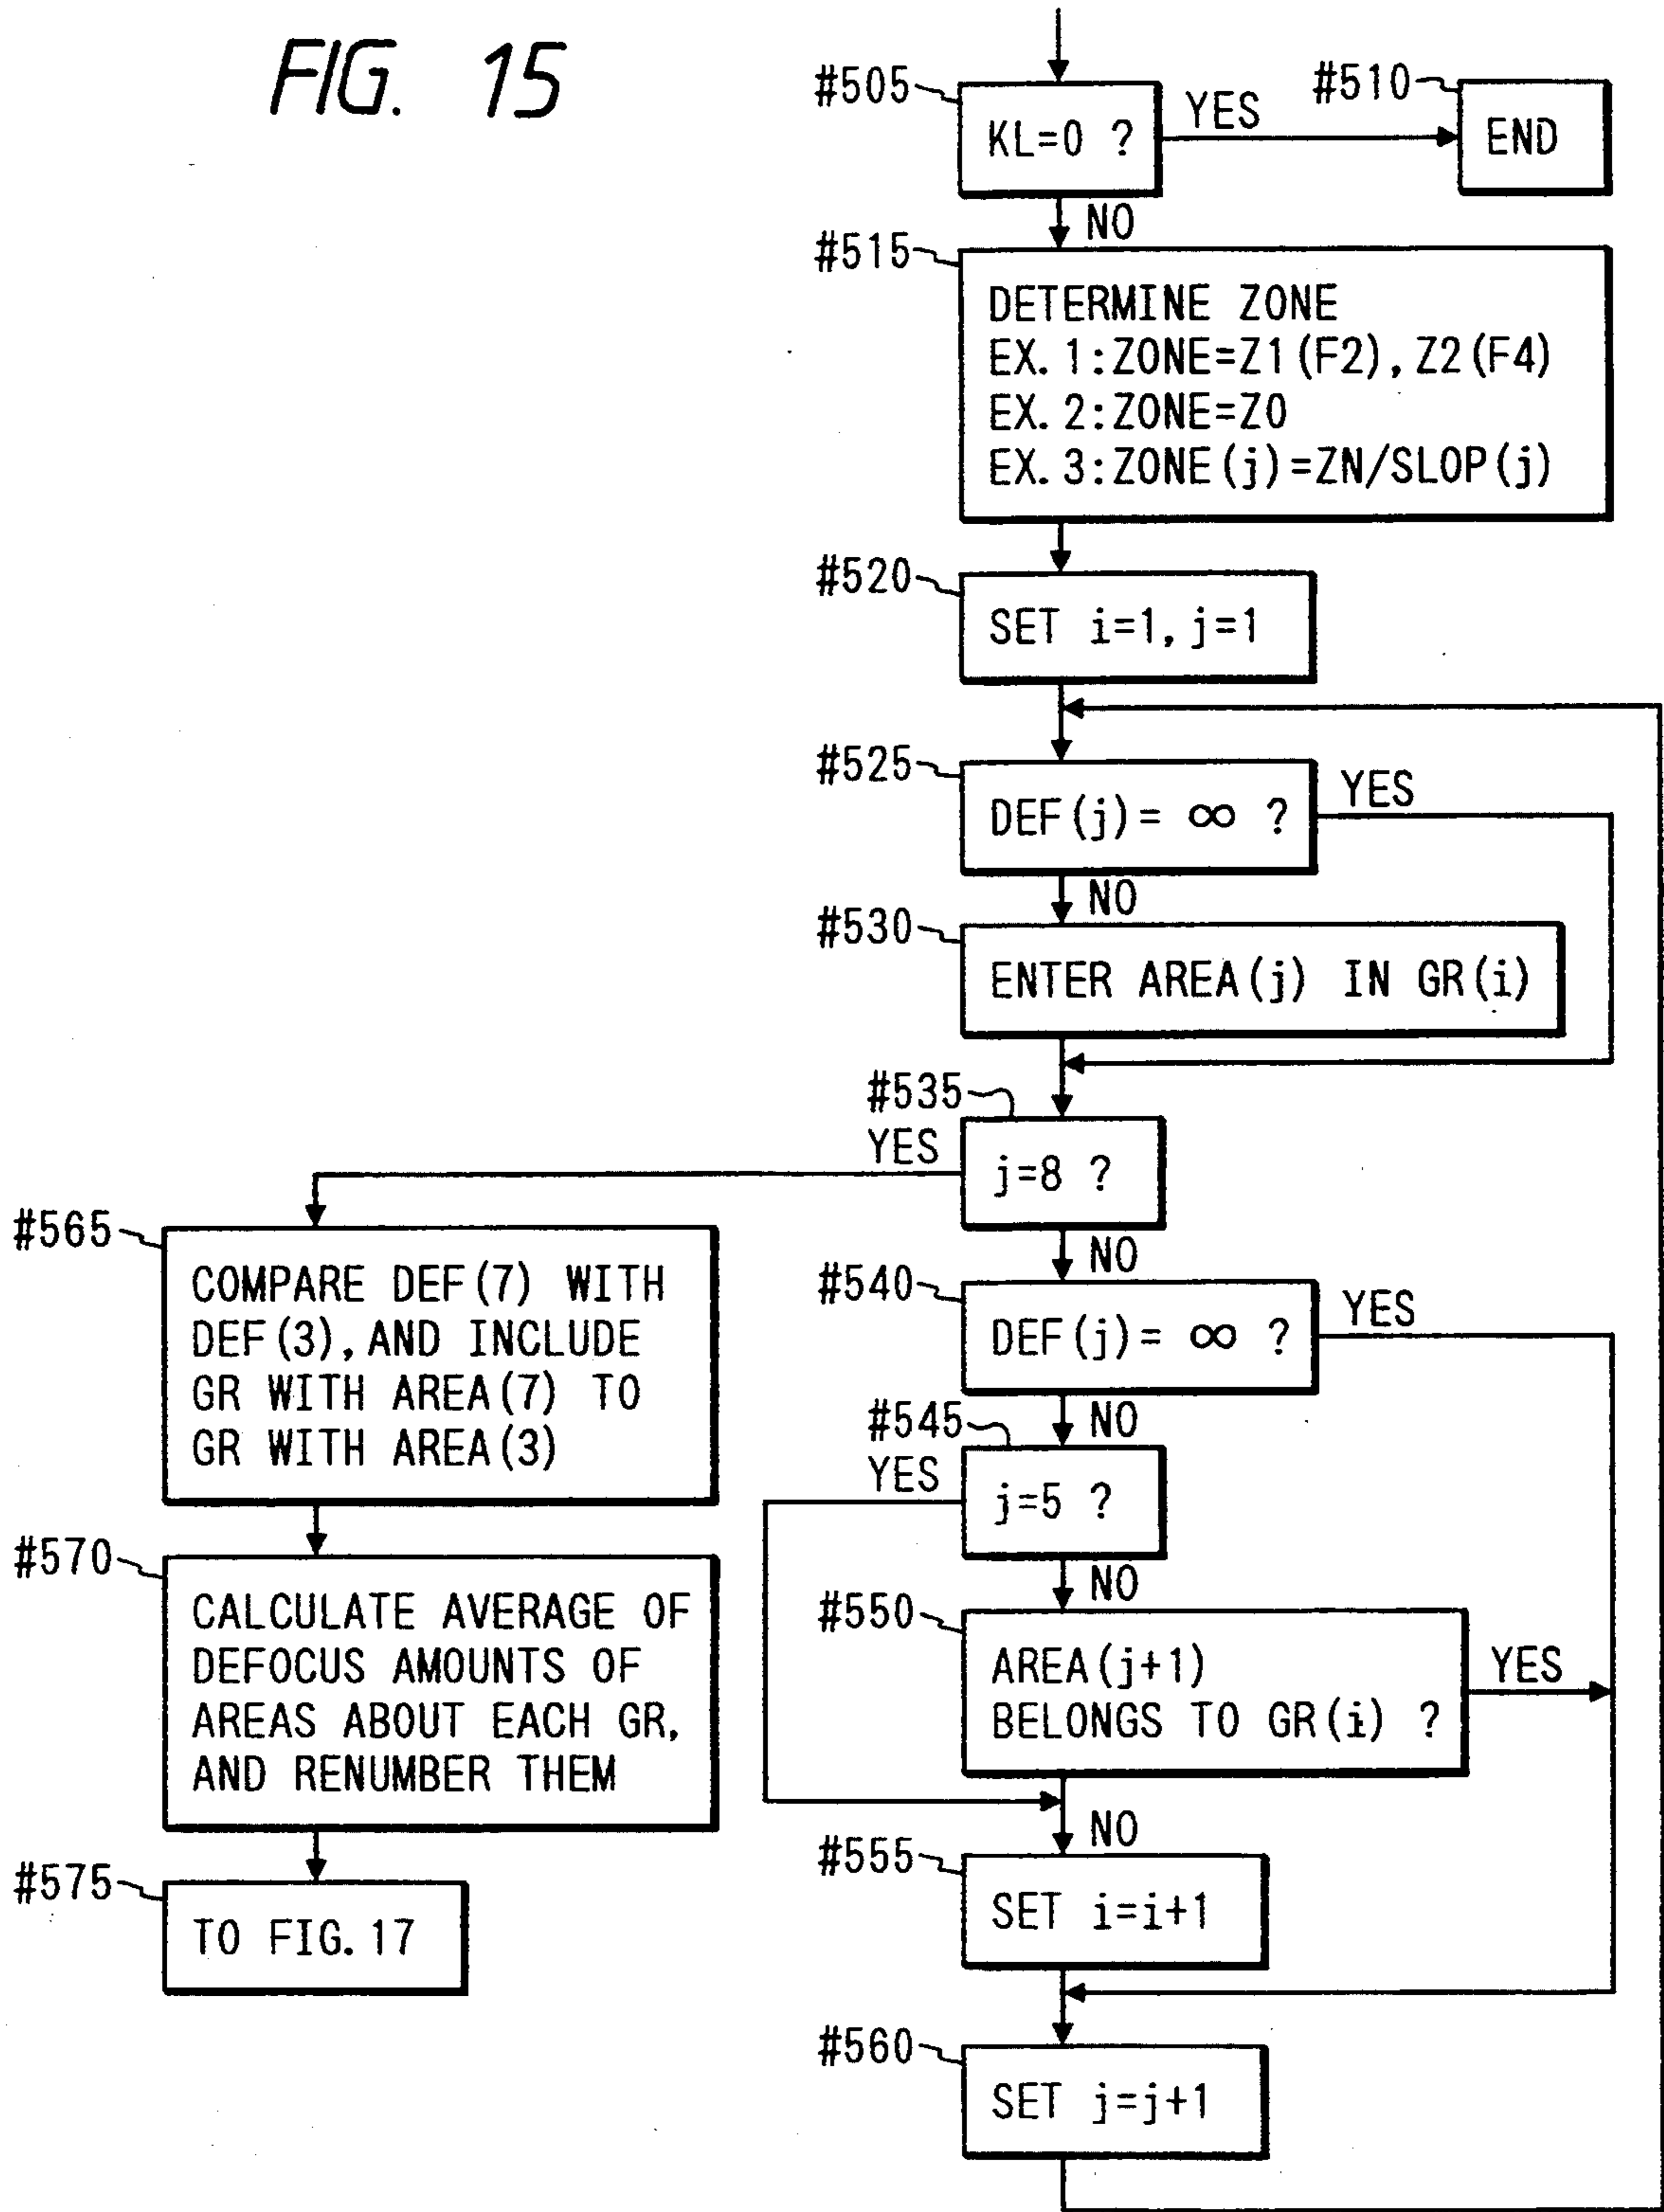 FIG. 15
#505
KL=0 ?
YES
#510
END
NO
#515
DETERMINE ZONE
EX. 1:ZONE=Z1(F2), Z2(F4)
EX. 2:ZONE=Z0
EX. 3:ZONE(j)=ZN/SLOP(j)
#520
SET i=1, j=1
#525
DEF(j)= ∞ ?
YES
NO
#530
ENTER AREA(j) IN GR(i)
#535
YES
j=8 ?
NO
#540
DEF(j)= ∞ ?
YES
NO
#545
YES
j=5 ?
NO
#550
AREA(j+1)
BELONGS TO GR(i) ?
YES
NO
#555
SET i=i+1
#560
SET j=j+1
#565
COMPARE DEF(7) WITH
DEF(3), AND INCLUDE
GR WITH AREA(7) TO
GR WITH AREA(3)
#570
CALCULATE AVERAGE OF
DEFOCUS AMOUNTS OF
AREAS ABOUT EACH GR,
AND RENUMBER THEM
#575
TO FIG. 17